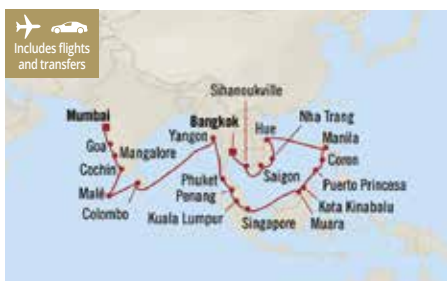 Includes flights
and transfers
Sihanoukville
Mumbai
Bangkok
Nha Trang
Yangon
Hue
Manila
Goa
Mangalore
Coron
Cochin
Phuket
Saigon
Puerto Princesa
Malé
Penang
Kota Kinabalu
Colombo
Kuala Lumpur
Singapore
Muara